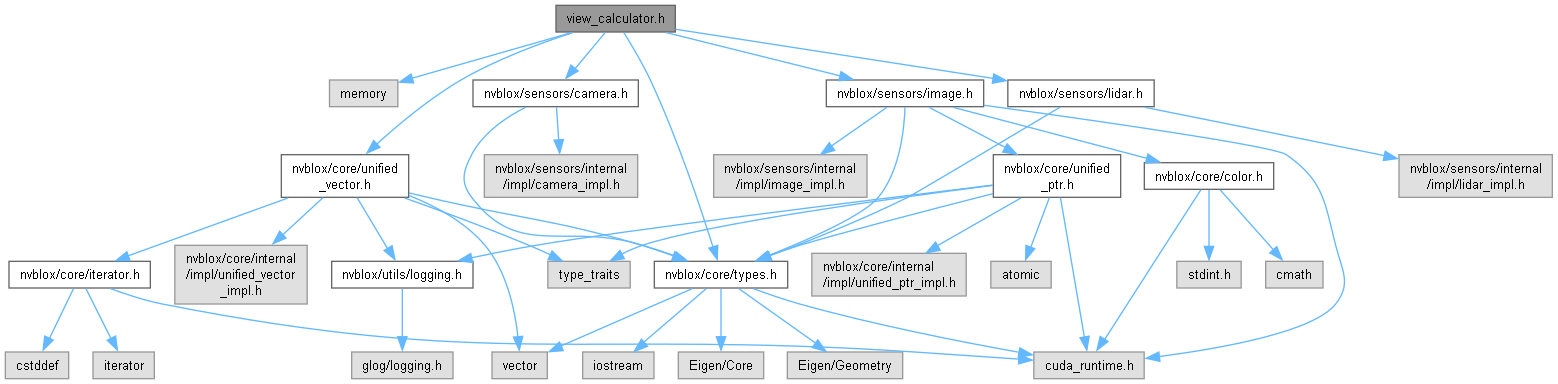 view_calculator.h
memory
nvblox/sensors/camera.h
nvblox/sensors/image.h
nvblox/sensors/lidar.h
nvblox/core/unified
_vector.h
nvblox/sensors/internal
/impl/camera_impl.h
nvblox/sensors/internal
/impl/image_impl.h
nvblox/core/unified
_ptr.h
nvblox/core/color.h
nvblox/sensors/internal
/impl/lidar_impl.h
nvblox/core/iterator.h
nvblox/core/internal
/impl/unified_vector
_impl.h
nvblox/utils/logging.h
type_traits
nvblox/core/types.h
nvblox/core/internal
/impl/unified_ptr_impl.h
atomic
stdint.h
cmath
cstddef
iterator
glog/logging.h
vector
iostream
Eigen/Core
Eigen/Geometry
cuda_runtime.h